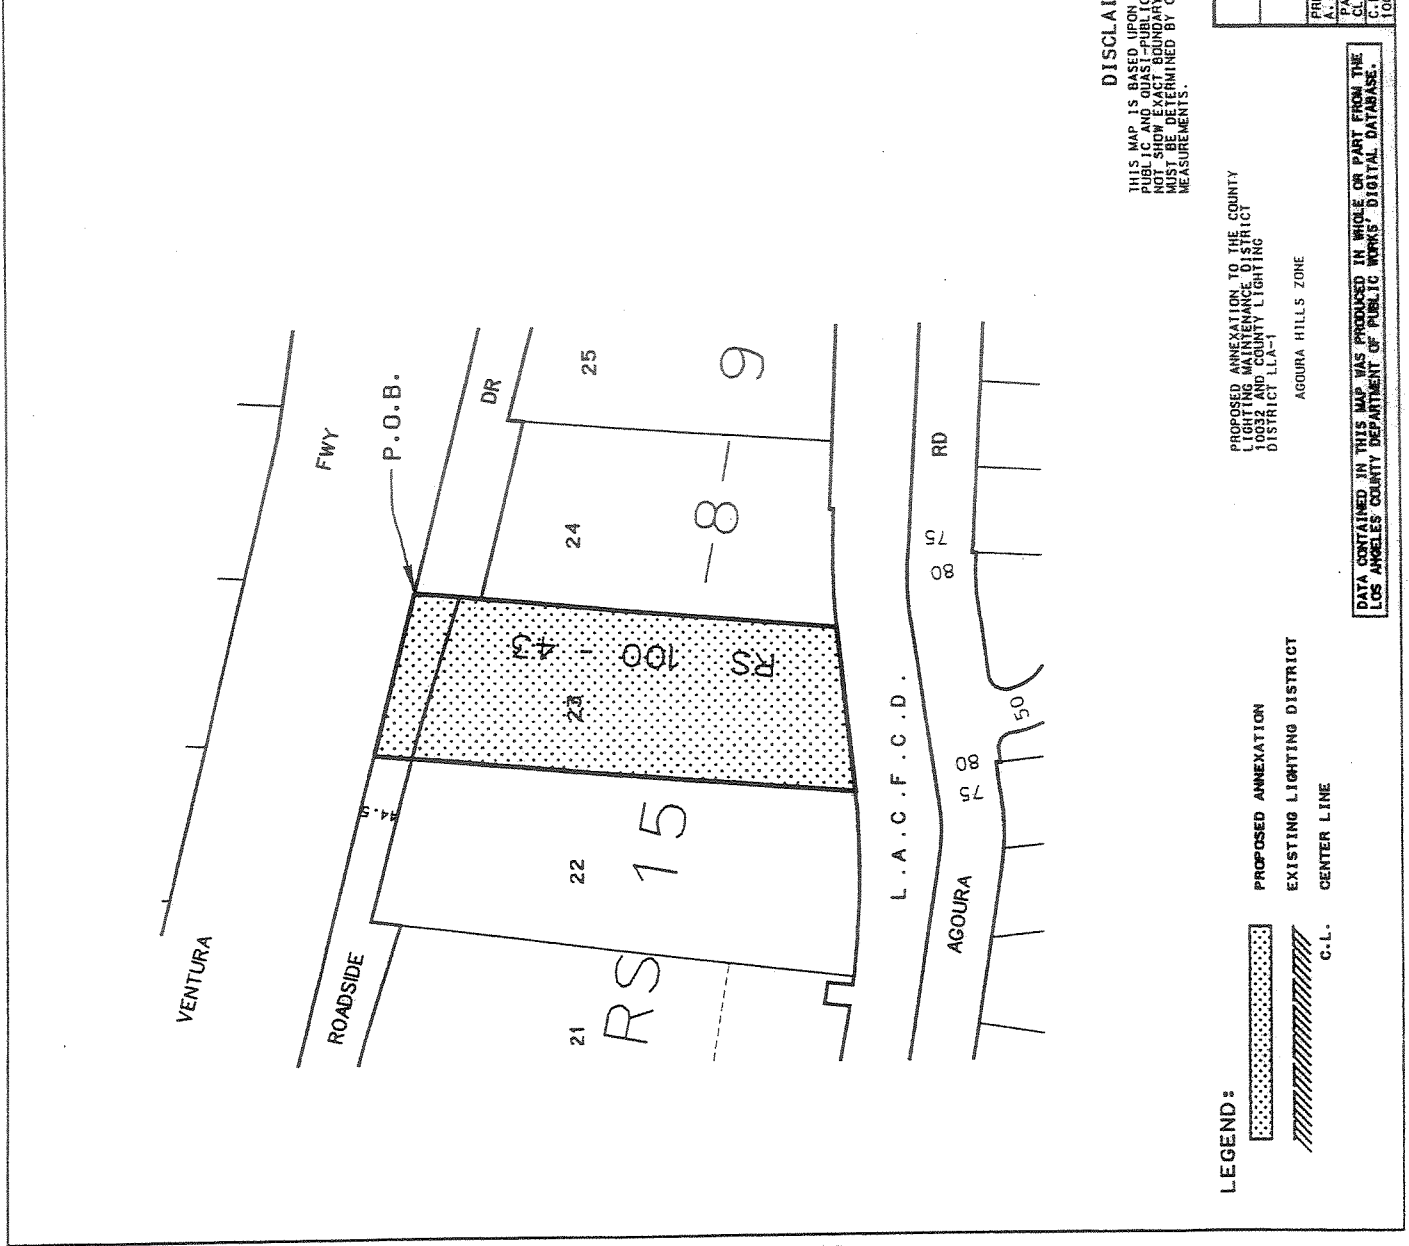 VENTURA
FWY
P.O.B.
ROADSIDE
DR
44.5
21
22
23
24
25
RS
15
RS
100
-
43
-8-
9
L.A.C.F.C.D.
AGOURA
RD
75
80
50
80
75
LEGEND:
PROPOSED ANNEXATION
EXISTING LIGHTING DISTRICT
C.L. CENTER LINE
PROPOSED ANNEXATION TO THE COUNTY
LIGHTING MAINTENANCE DISTRICT
10032 AND COUNTY LIGHTING
DISTRICT LLA-1
AGOURA HILLS ZONE
DATA CONTAINED IN THIS MAP WAS PRODUCED IN WHOLE OR PART FROM THE
LOS ANGELES COUNTY DEPARTMENT OF PUBLIC WORKS' DIGITAL DATABASE.
DISCLAI
THIS MAP IS BASED UPON
PUBLIC AND QUASI-PUBLIC
NOT SHOW EXACT BOUNDARY
MUST BE DETERMINED BY
MEASUREMENTS.
A.
C.